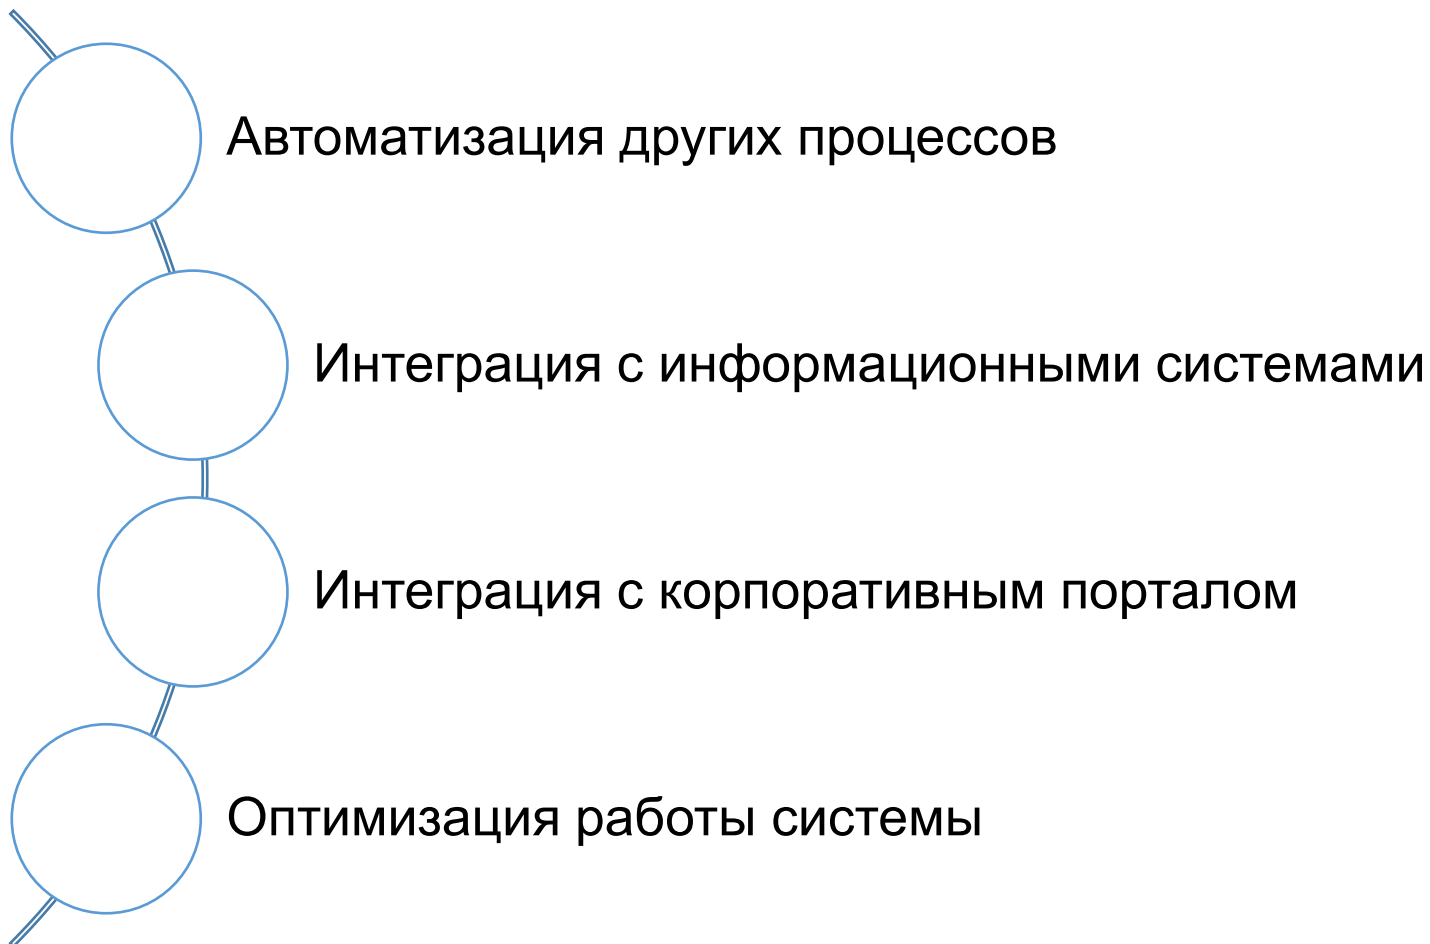 Автоматизация других процессов
Интеграция с информационными системами
Интеграция с корпоративным порталом
Оптимизация работы системы